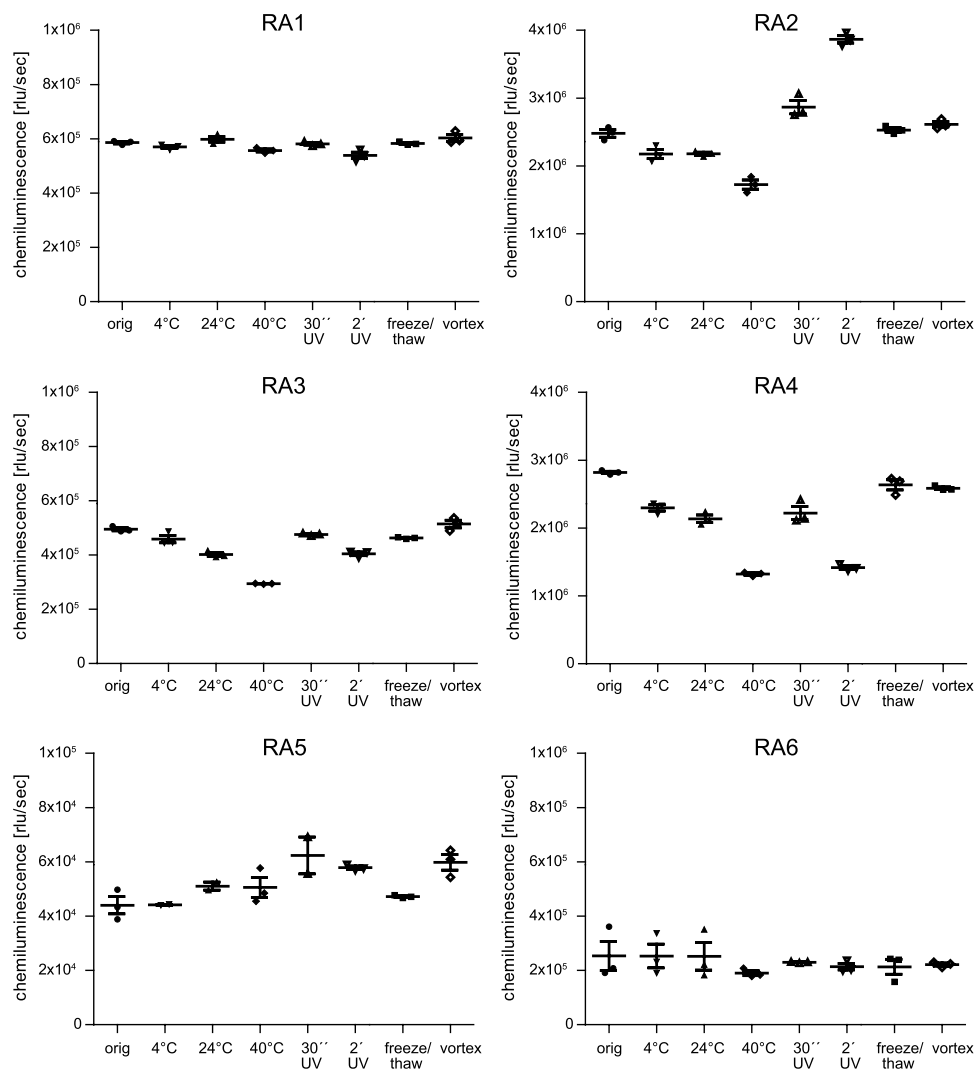 RA1
chemiluminescence [rlu/sec]
1x10⁶
8x10⁵
6x10⁵
4x10⁵
2x10⁵
0
orig 4°C 24°C 40°C 30´´ 2´ freeze/ vortex
UV UV thaw
RA2
chemiluminescence [rlu/sec]
4x10⁶
3x10⁶
2x10⁶
1x10⁶
0
orig 4°C 24°C 40°C 30´´ 2´ freeze/ vortex
UV UV thaw
RA3
chemiluminescence [rlu/sec]
1x10⁶
8x10⁵
6x10⁵
4x10⁵
2x10⁵
0
orig 4°C 24°C 40°C 30´´ 2´ freeze/ vortex
UV UV thaw
RA4
chemiluminescence [rlu/sec]
4x10⁶
3x10⁶
2x10⁶
1x10⁶
0
orig 4°C 24°C 40°C 30´´ 2´ freeze/ vortex
UV UV thaw
RA5
chemiluminescence [rlu/sec]
1x10⁵
8x10⁴
6x10⁴
4x10⁴
2x10⁴
0
orig 4°C 24°C 40°C 30´´ 2´ freeze/ vortex
UV UV thaw
RA6
chemiluminescence [rlu/sec]
1x10⁶
8x10⁵
6x10⁵
4x10⁵
2x10⁵
0
orig 4°C 24°C 40°C 30´´ 2´ freeze/ vortex
UV UV thaw